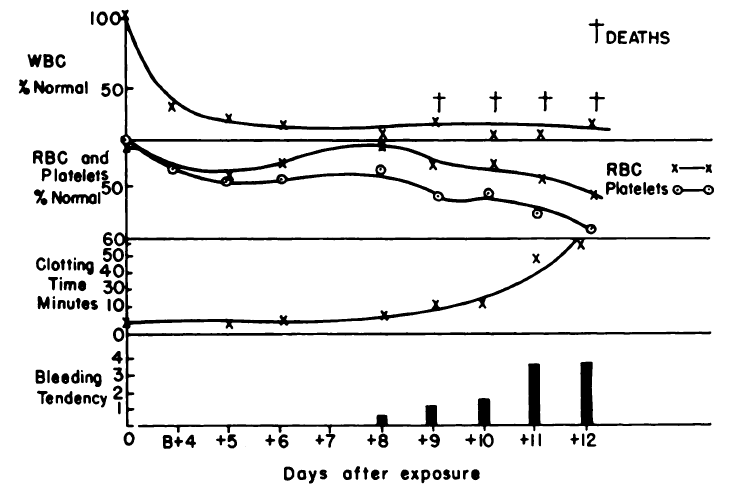 100
† DEATHS
WBC
% Normal
50
† † † †
RBC and
Platelets
50
% Normal
RBC x—x
Platelets ⊙—⊙
60
50
Clotting
40
Time
30
Minutes
10
0
4
Bleeding
3
Tendency
2
1
0 B+4 +5 +6 +7 +8 +9 +10 +11 +12
Days after exposure